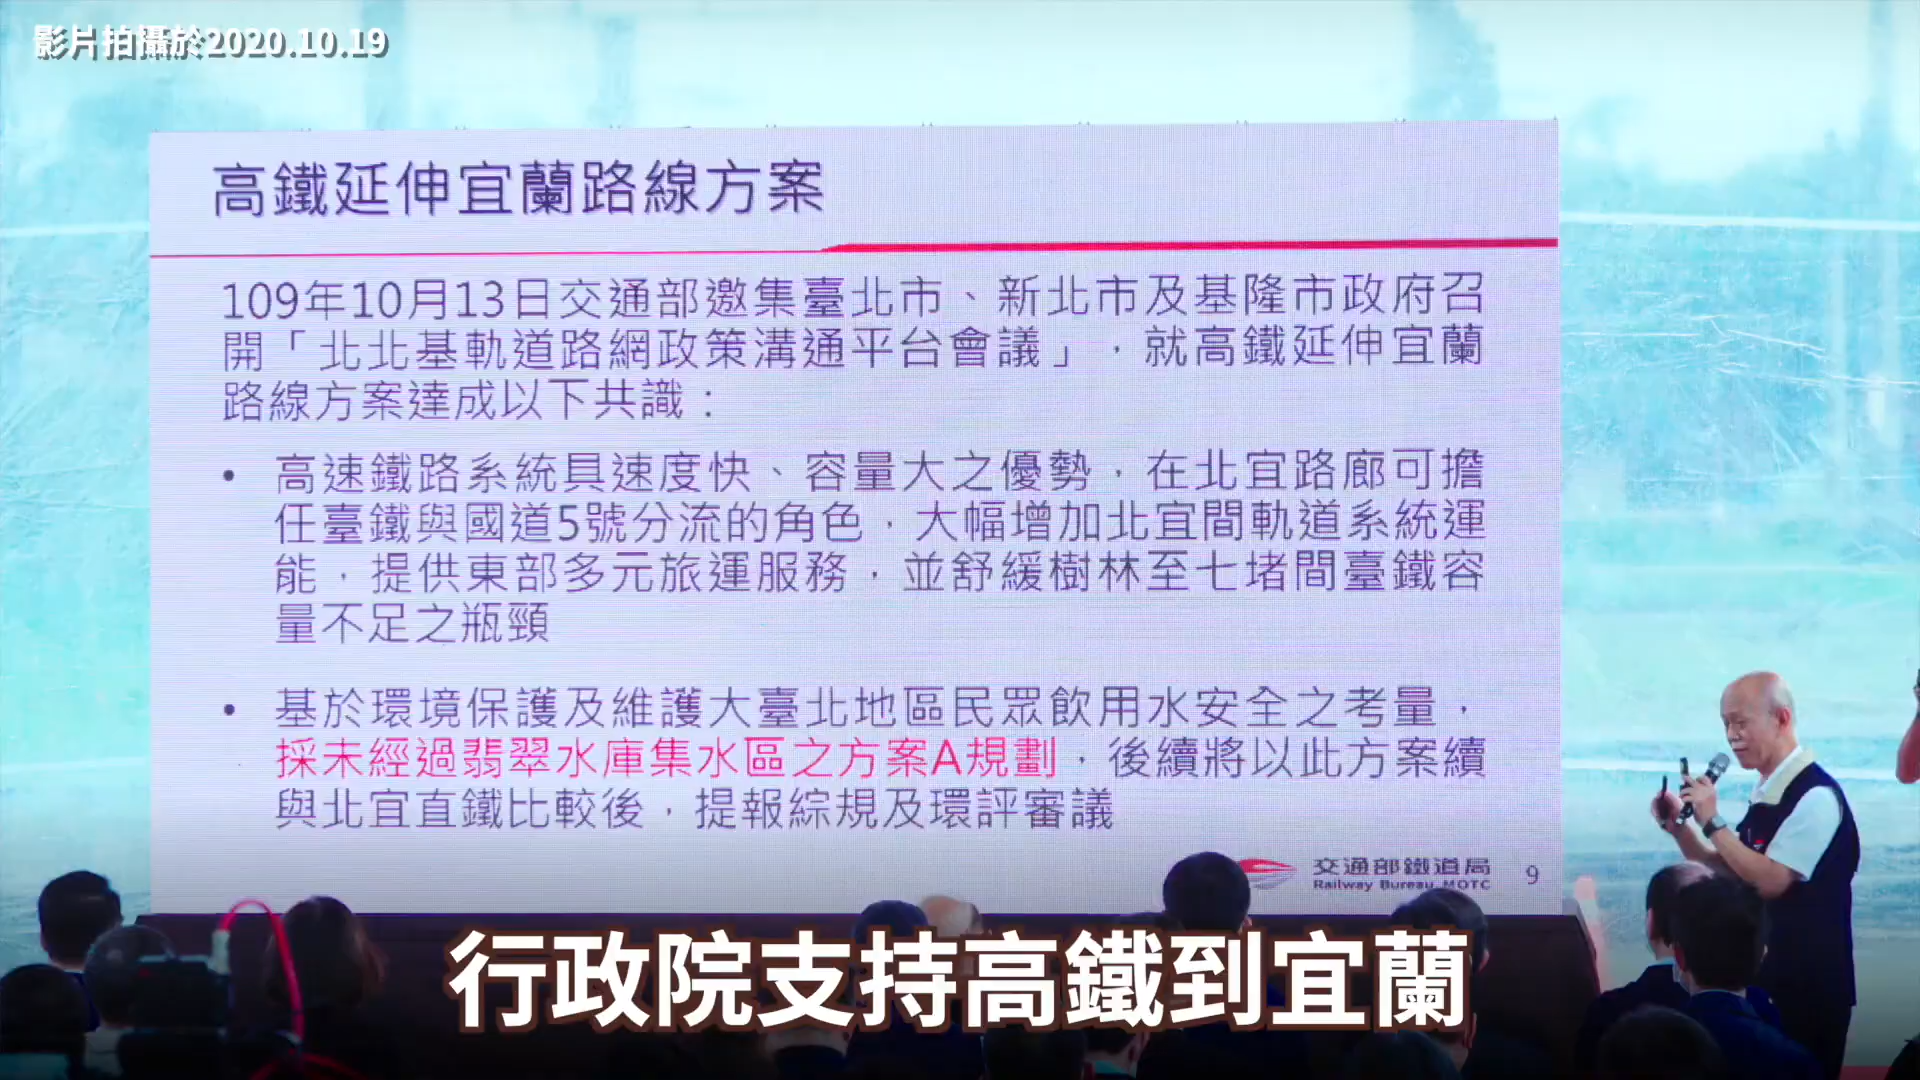 影片拍攝於2020.10.19
高鐵延伸宜蘭路線方案
109年10月13日交通部邀集臺北市、新北市及基隆市政府召
開「北北基軌道路網政策溝通平台會議」，就高鐵延伸宜蘭
路線方案達成以下共識：
• 高速鐵路系統具速度快、容量大之優勢，在北宜路廊可擔
任臺鐵與國道5號分流的角色，大幅增加北宜間軌道系統運
能，提供東部多元旅運服務，並舒緩樹林至七堵間臺鐵容
量不足之瓶頸
• 基於環境保護及維護大臺北地區民眾飲用水安全之考量，
採未經過翡翠水庫集水區之方案A規劃，後續將以此方案續
與北宜直鐵比較後，提報綜規及環評審議
交通部鐵道局
Railway Bureau, MOTC
9
行政院支持高鐵到宜蘭